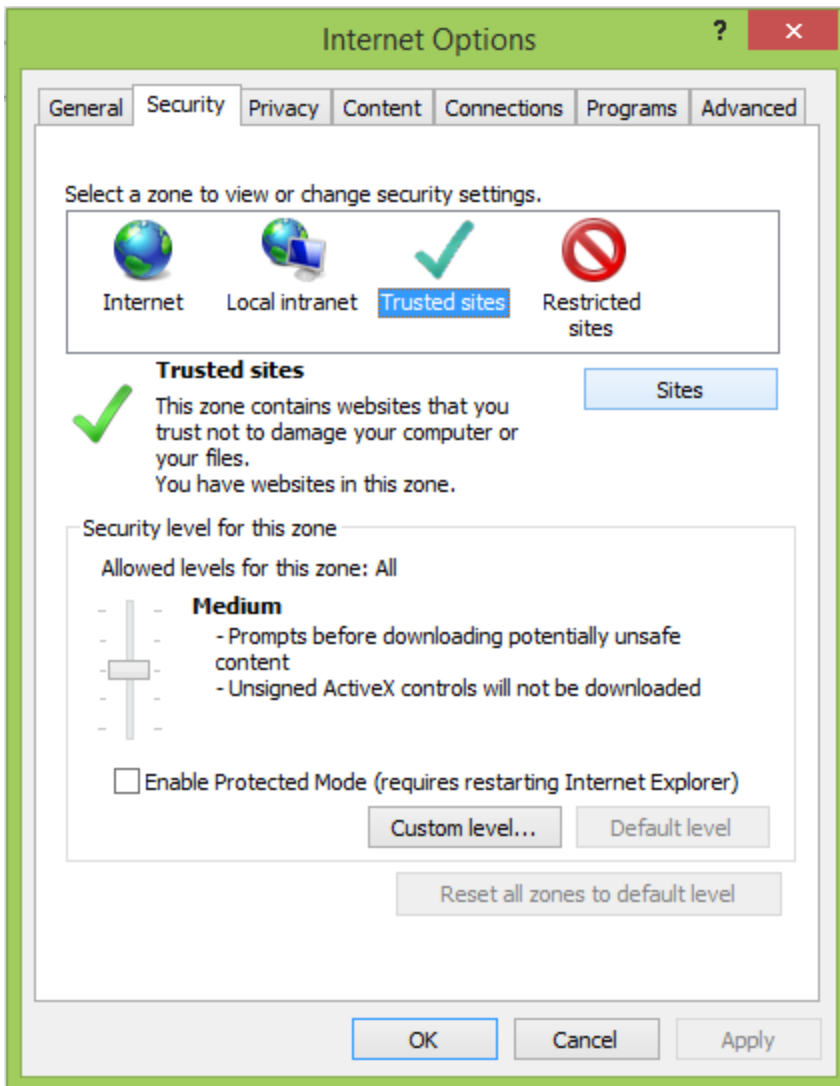 Internet Options
?
General Security Privacy Content Connections Programs Advanced
Select a zone to view or change security settings.
Internet Local intranet Trusted sites Restricted
sites
Trusted sites
Sites
This zone contains websites that you
trust not to damage your computer or
your files.
You have websites in this zone.
Security level for this zone
Allowed levels for this zone: All
Medium
- Prompts before downloading potentially unsafe
content
- Unsigned ActiveX controls will not be downloaded
Enable Protected Mode (requires restarting Internet Explorer)
Custom level... Default level
Reset all zones to default level
OK Cancel Apply